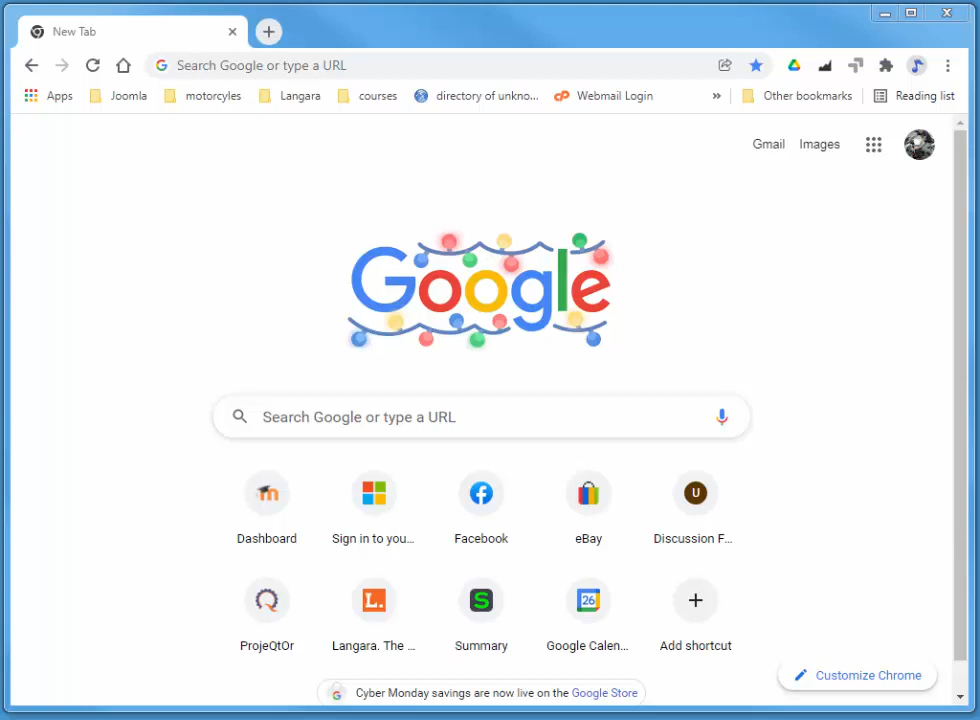 New Tab
Search Google or type a URL
Apps Joomla motorcyles Langara courses directory of unkno... Webmail Login » Other bookmarks Reading list
Gmail Images
Google
Search Google or type a URL
Dashboard Sign in to you... Facebook eBay Discussion F...
ProjeQtOr Langara. The ... Summary Google Calen... Add shortcut
Customize Chrome
Cyber Monday savings are now live on the Google Store